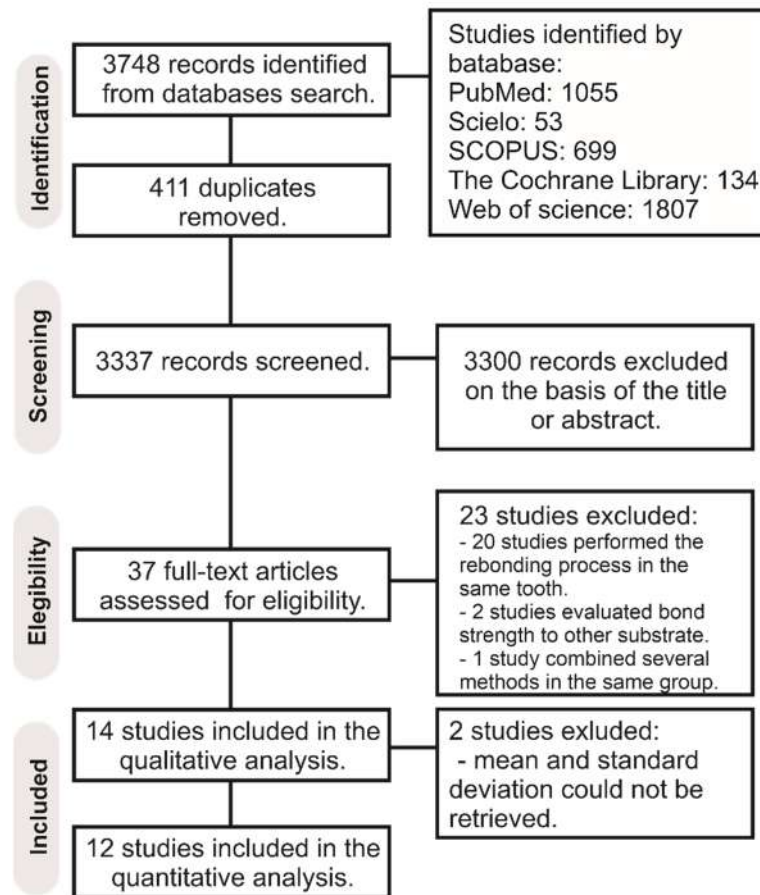 Identification
3748 records identified
from databases search.
Studies identified by
batabase:
PubMed: 1055
Scielo: 53
SCOPUS: 699
The Cochrane Library: 134
Web of science: 1807
411 duplicates
removed.
Screening
3337 records screened.
3300 records excluded
on the basis of the title
or abstract.
Elegibility
37 full-text articles
assessed for eligibility.
23 studies excluded:
- 20 studies performed the
rebonding process in the
same tooth.
- 2 studies evaluated bond
strength to other substrate.
- 1 study combined several
methods in the same group.
Included
14 studies included in the
qualitative analysis.
2 studies exluded:
- mean and standard
deviation could not be
retrieved.
12 studies included in the
quantitative analysis.